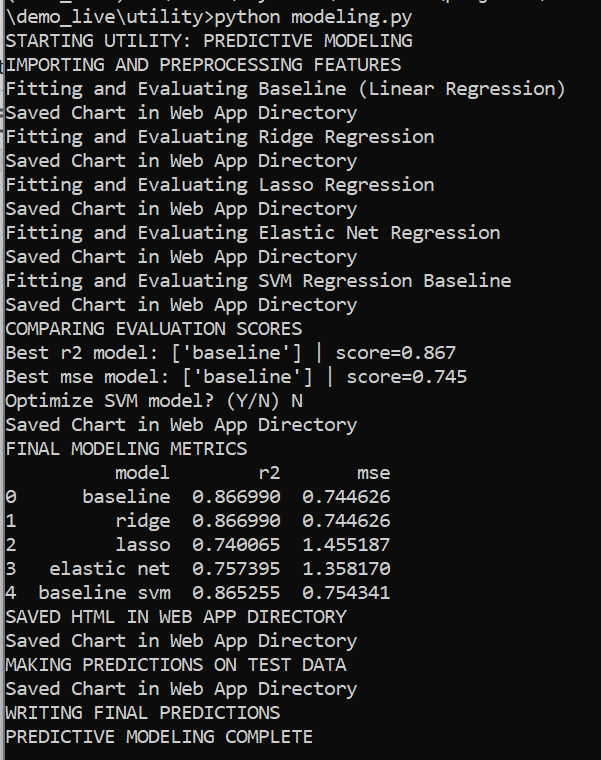 \demo_live\utility>python modeling.py
STARTING UTILITY: PREDICTIVE MODELING
IMPORTING AND PREPROCESSING FEATURES
Fitting and Evaluating Baseline (Linear Regression)
Saved Chart in Web App Directory
Fitting and Evaluating Ridge Regression
Saved Chart in Web App Directory
Fitting and Evaluating Lasso Regression
Saved Chart in Web App Directory
Fitting and Evaluating Elastic Net Regression
Saved Chart in Web App Directory
Fitting and Evaluating SVM Regression Baseline
Saved Chart in Web App Directory
COMPARING EVALUATION SCORES
Best r2 model: ['baseline'] | score=0.867
Best mse model: ['baseline'] | score=0.745
Optimize SVM model? (Y/N) N
Saved Chart in Web App Directory
FINAL MODELING METRICS
          model        r2       mse
0      baseline  0.866990  0.744626
1         ridge  0.866990  0.744626
2         lasso  0.740065  1.455187
3   elastic net  0.757395  1.358170
4  baseline svm  0.865255  0.754341
SAVED HTML IN WEB APP DIRECTORY
Saved Chart in Web App Directory
MAKING PREDICTIONS ON TEST DATA
Saved Chart in Web App Directory
WRITING FINAL PREDICTIONS
PREDICTIVE MODELING COMPLETE